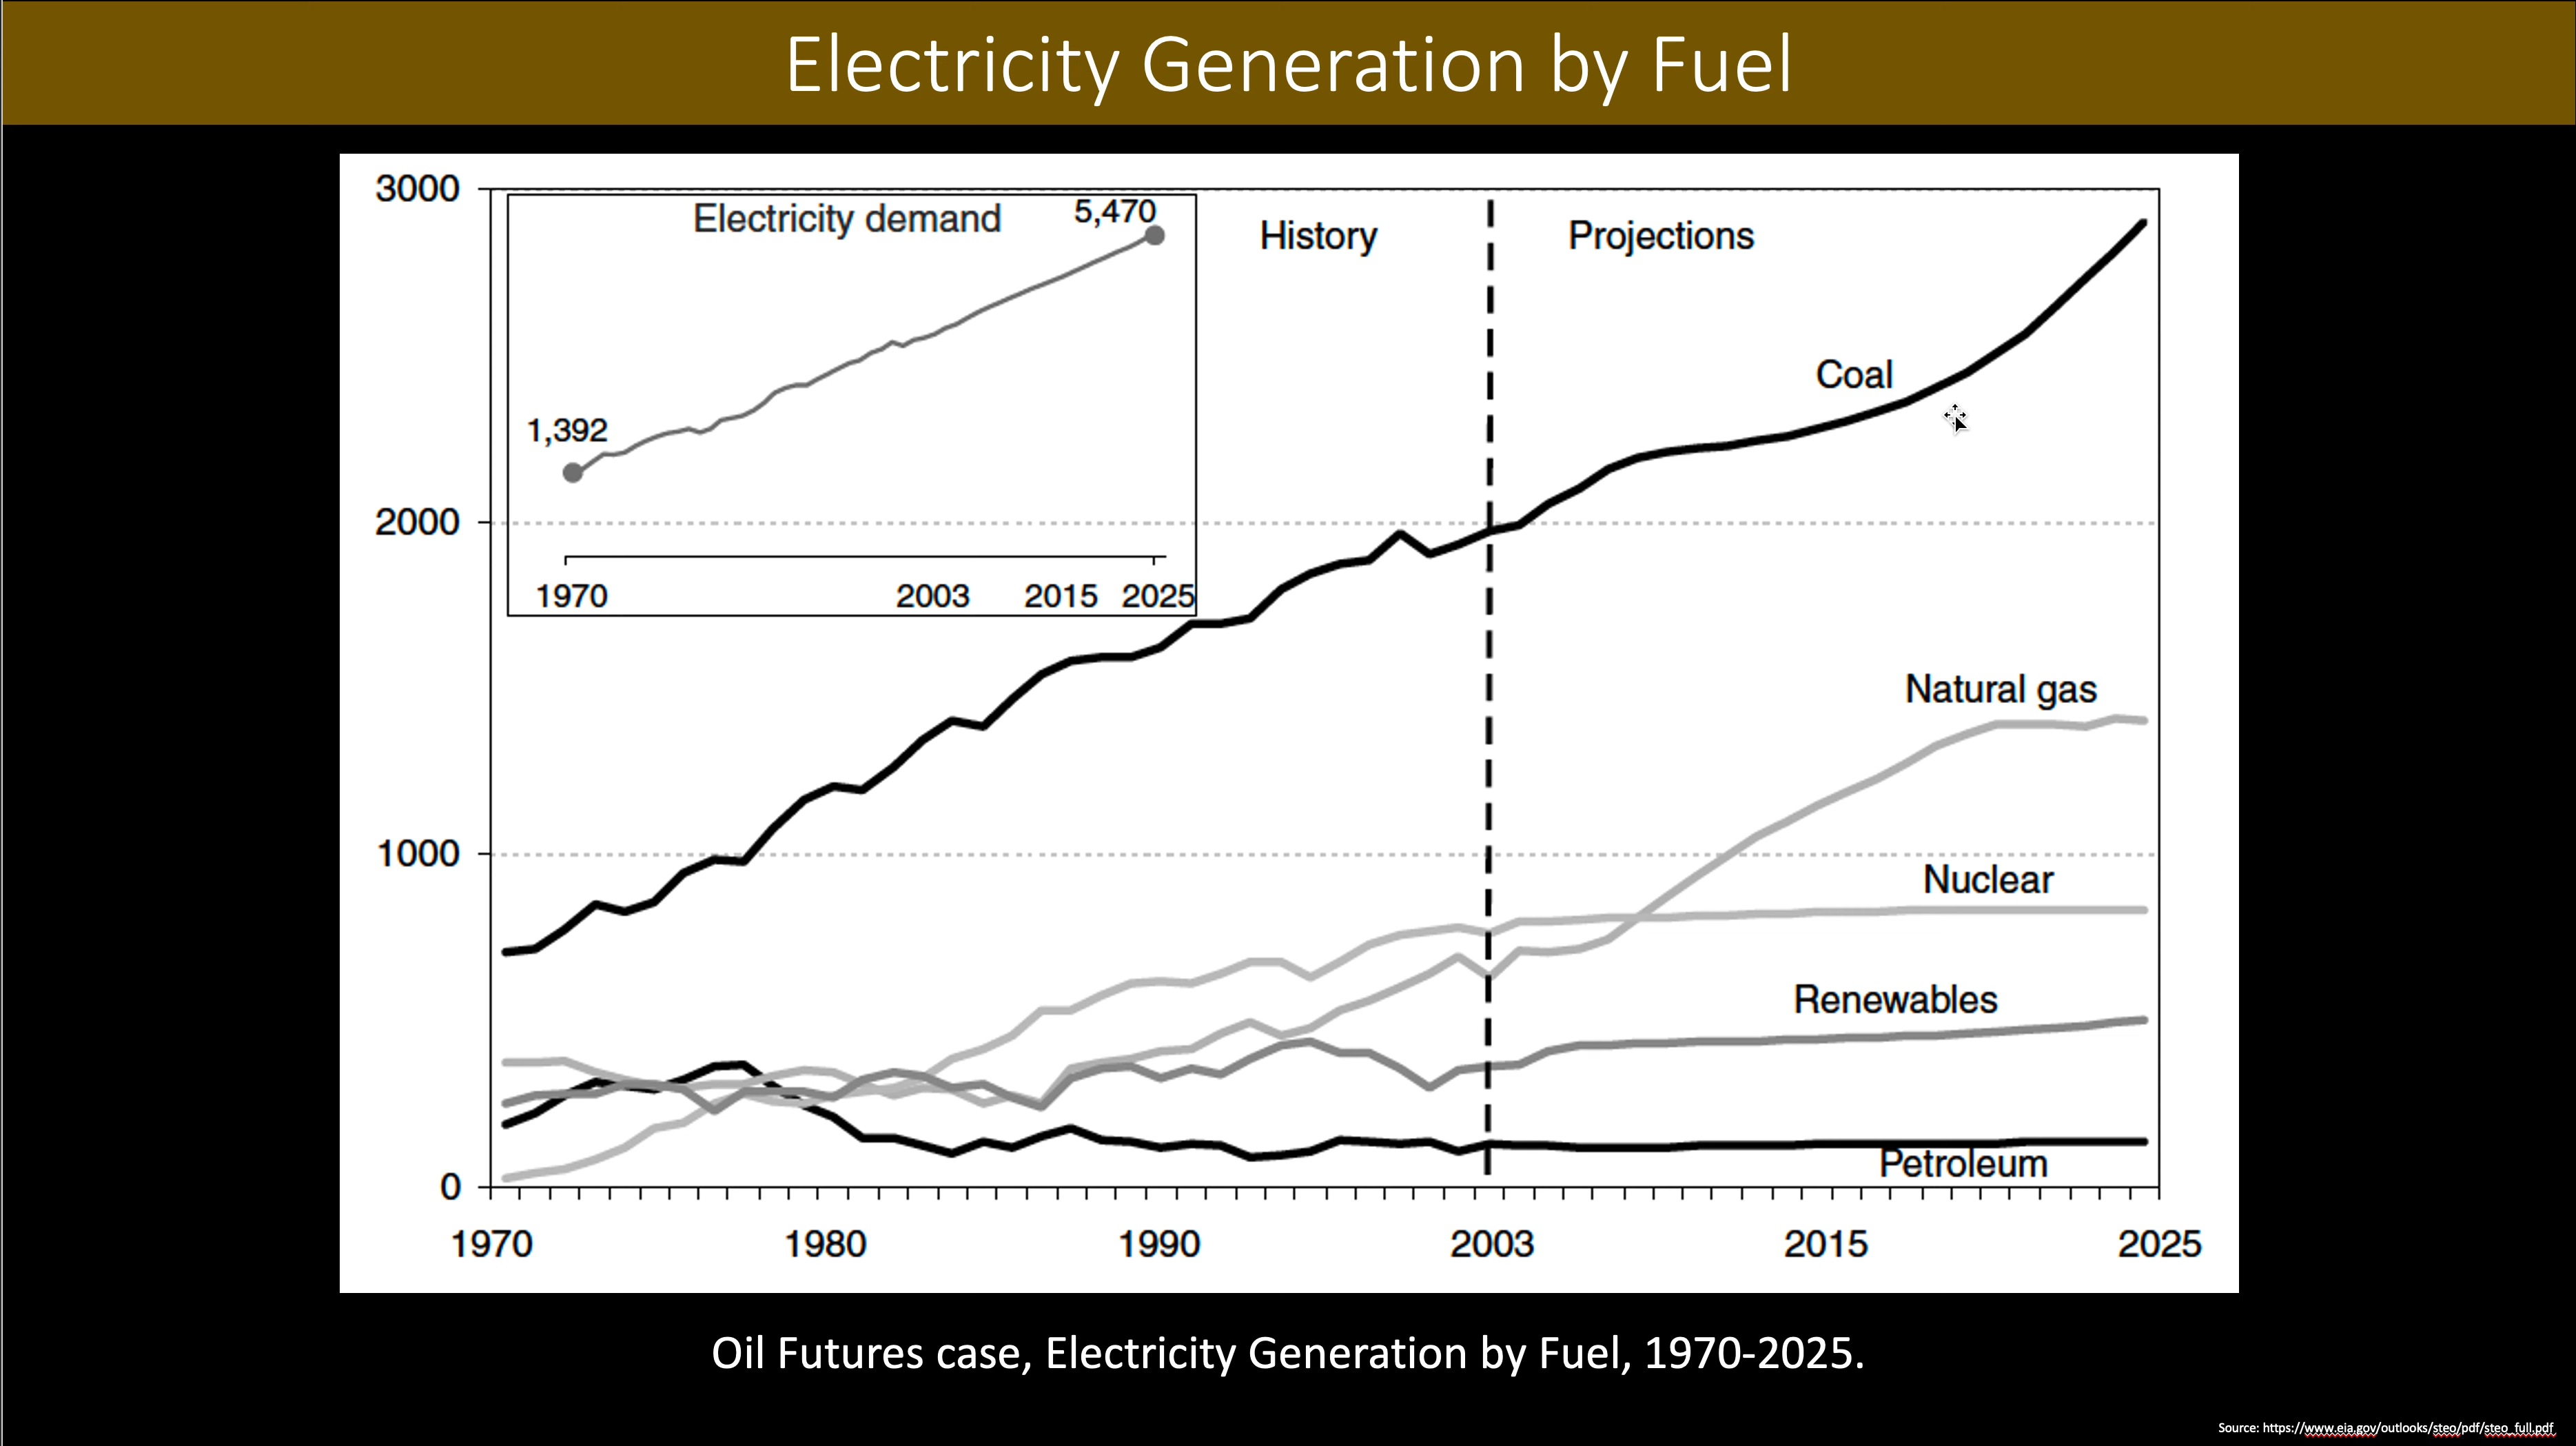 Electricity Generation by Fuel
3000
2000
1000
0
Electricity demand
5,470
1,392
1970 2003 2015 2025
History
Projections
Coal
Natural gas
Nuclear
Renewables
Petroleum
1970 1980 1990 2003 2015 2025
Oil Futures case, Electricity Generation by Fuel, 1970-2025.
Source: https://www.eia.gov/outlooks/steo/pdf/steo_full.pdf